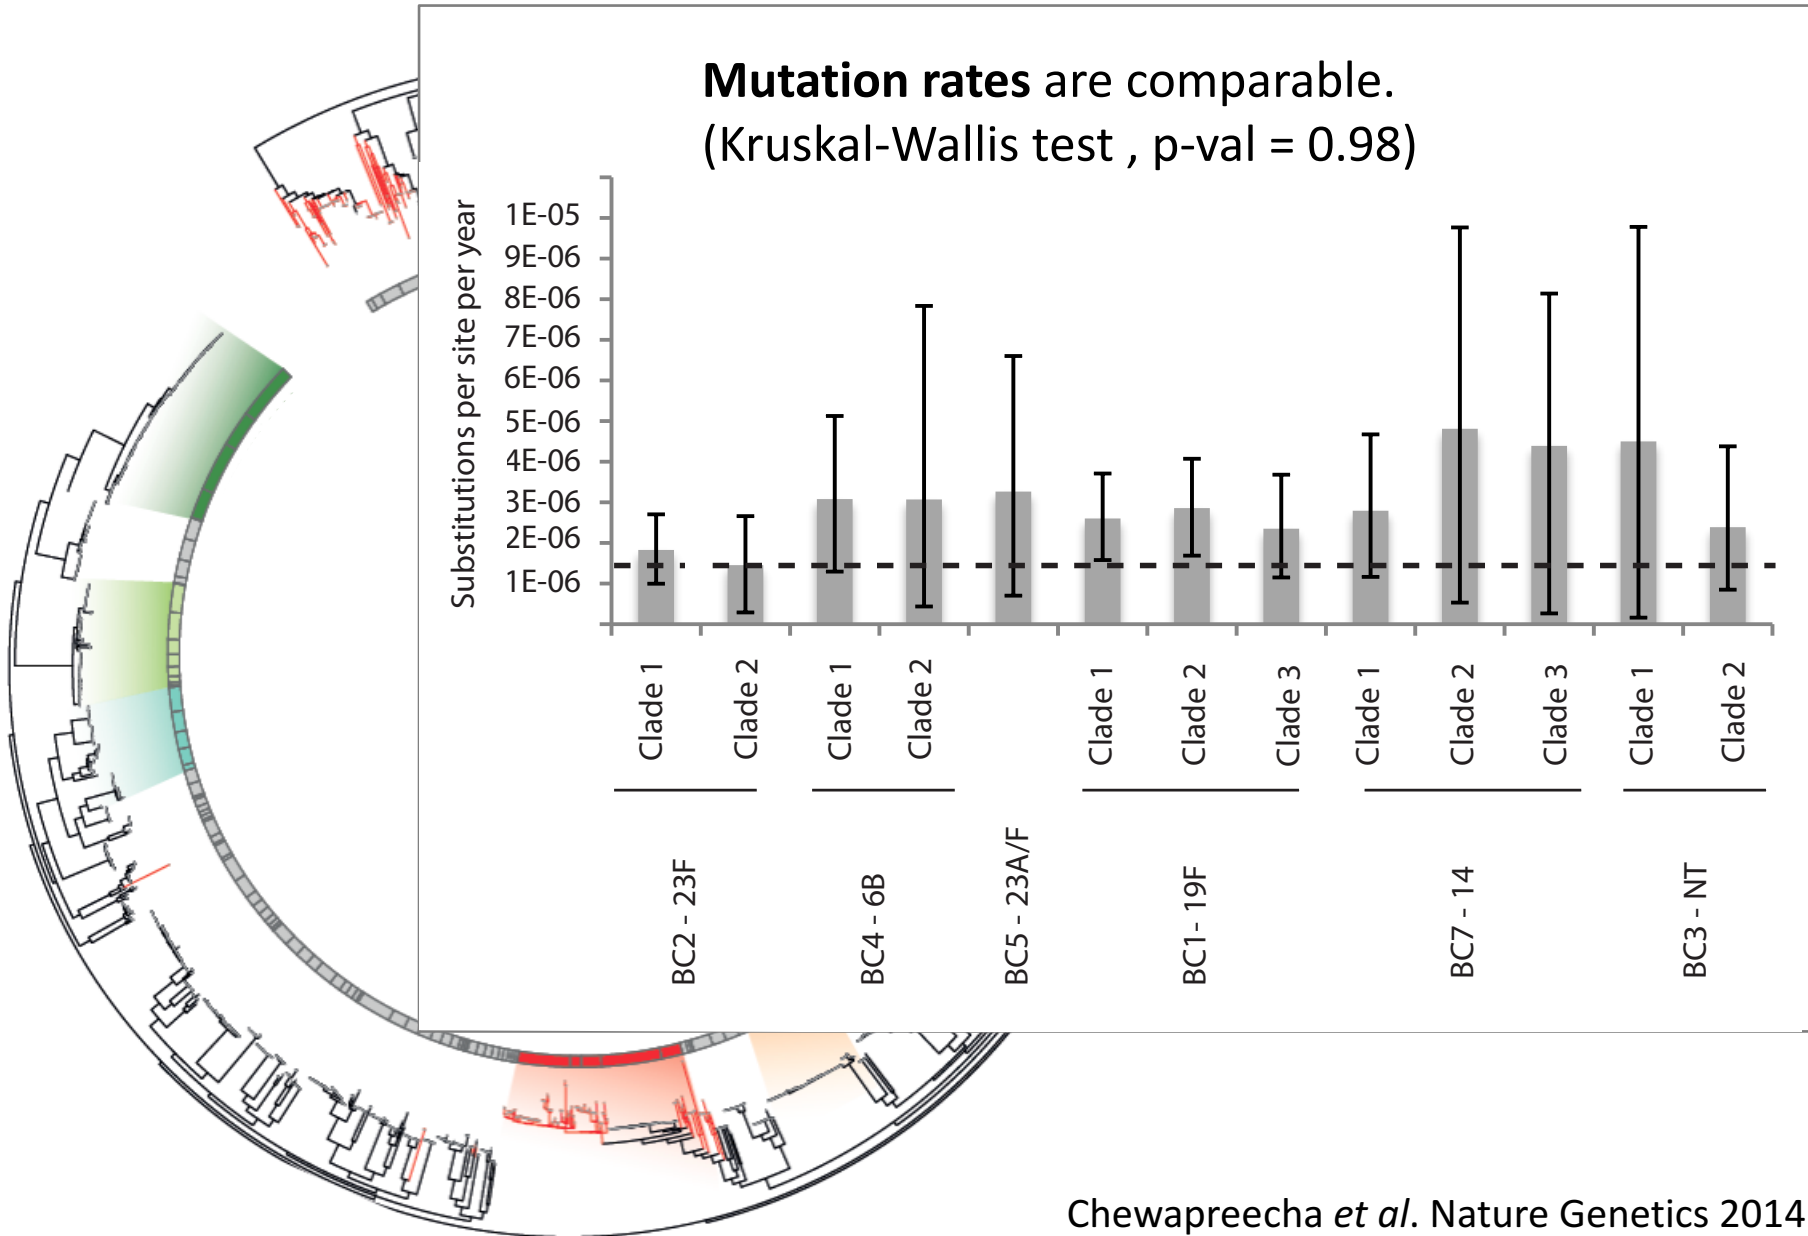 Mutation rates are comparable.
(Kruskal-Wallis test , p-val = 0.98)
Substitutions per site per year
1E-05
9E-06
8E-06
7E-06
6E-06
5E-06
4E-06
3E-06
2E-06
1E-06
Clade 1
Clade 2
Clade 1
Clade 2
Clade 1
Clade 2
Clade 3
Clade 1
Clade 2
Clade 3
Clade 1
Clade 2
BC2 - 23F
BC4 - 6B
BC5 - 23A/F
BC1- 19F
BC7 - 14
BC3 - NT
Chewapreecha et al. Nature Genetics 2014